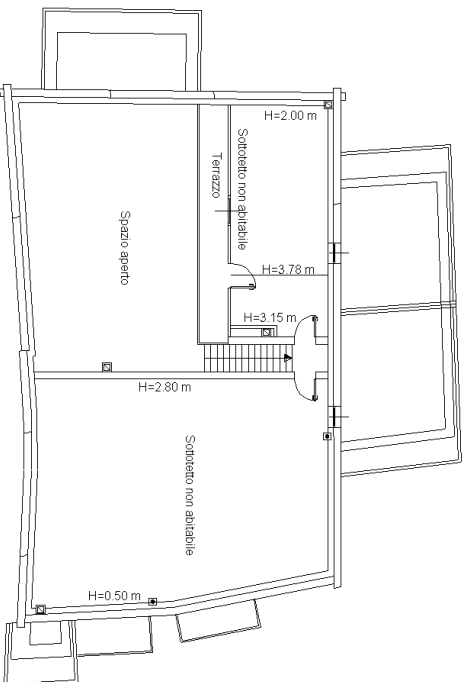 H=2.00 m
Sottotetto non abitabile
Terrazzo
Spazio aperto
H=3.78 m
H=3.15 m
H=2.80 m
Sottotetto non abitabile
H=0.50 m